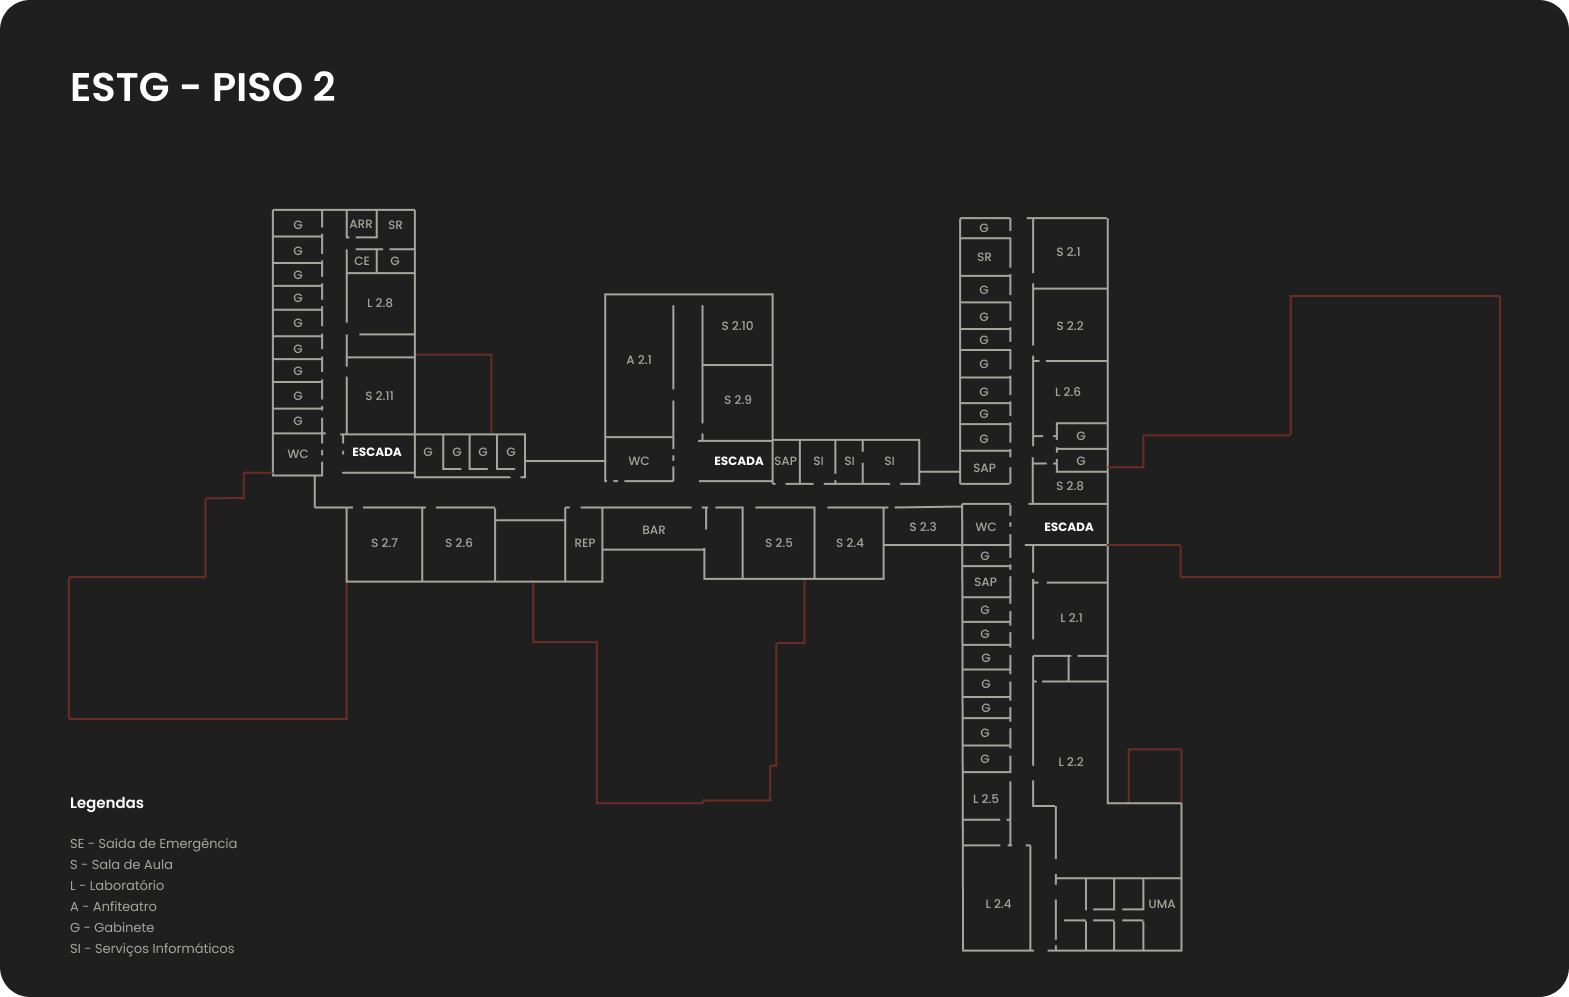 ESTG - PISO 2
G
ARR
SR
G
CE
G
G
G
L 2.8
G
G
G
G
S 2.11
G
WC
ESCADA
G
G
G
G
S 2.10
A 2.1
S 2.9
WC
ESCADA
SAP
SI
SI
SI
G
S 2.1
SR
G
G
S 2.2
G
G
G
L 2.6
G
G
G
SAP
G
S 2.8
S 2.7
S 2.6
REP
BAR
S 2.5
S 2.4
S 2.3
WC
ESCADA
G
SAP
G
L 2.1
G
G
G
G
G
G
L 2.2
L 2.5
L 2.4
UMA
Legendas
SE - Saída de Emergência
S - Sala de Aula
L - Laboratório
A - Anfiteatro
G - Gabinete
SI - Serviços Informáticos